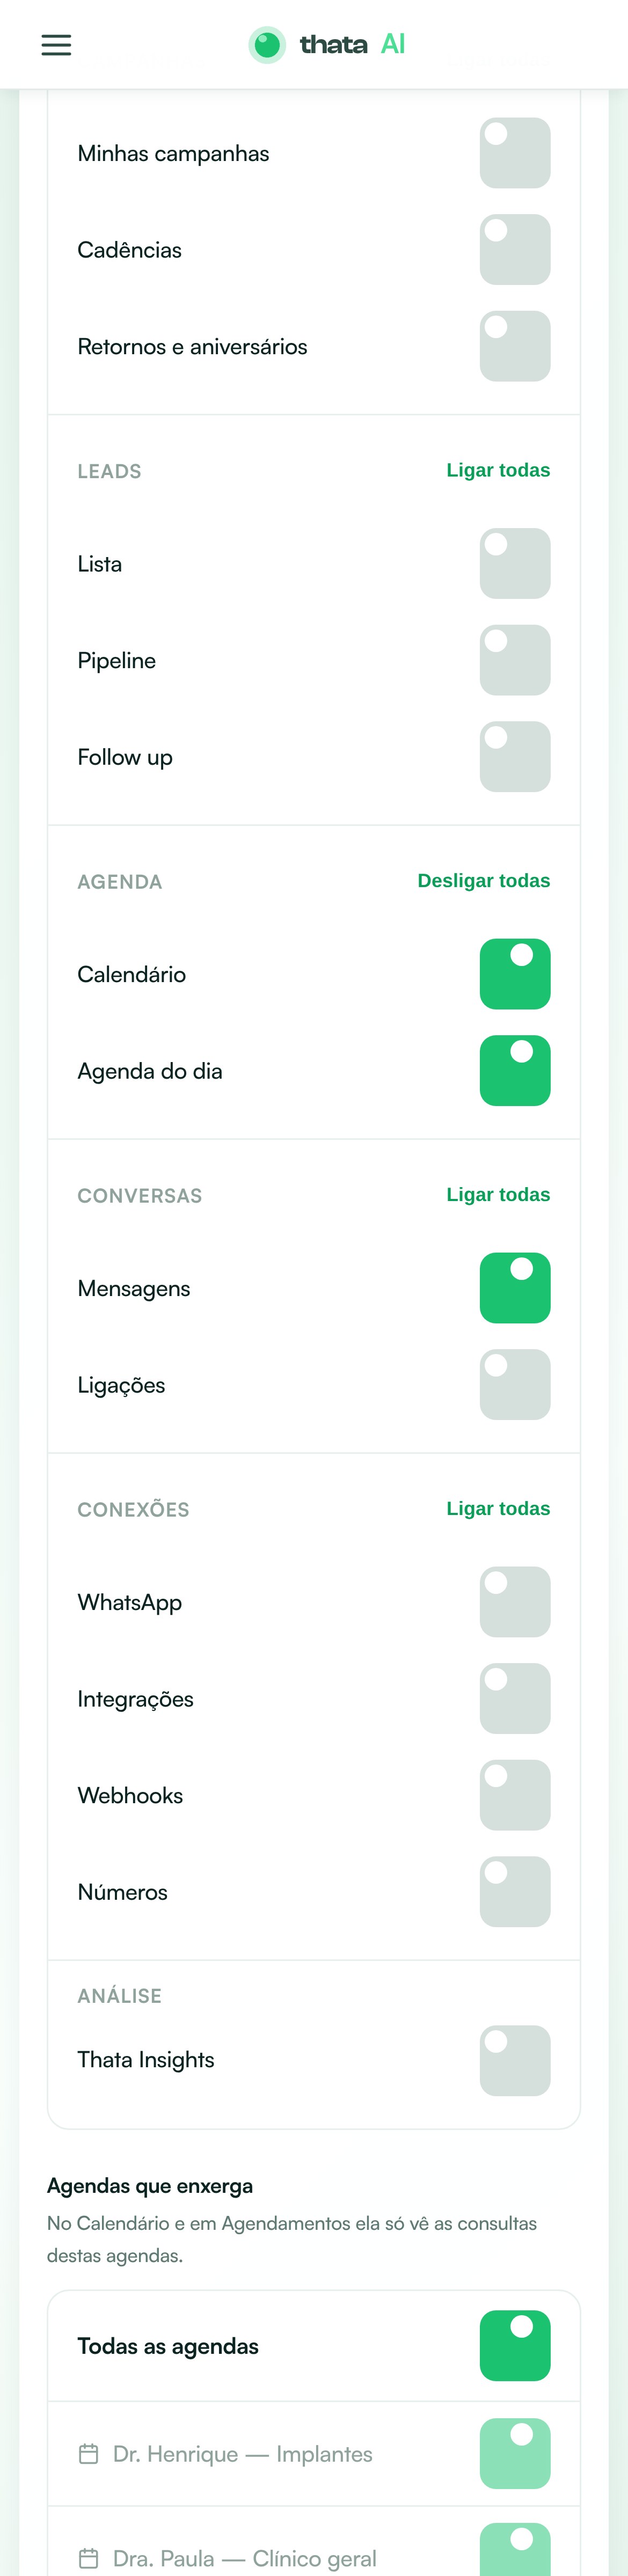 thata AI
Minhas campanhas
Cadências
Retornos e aniversários
LEADS
Ligar todas
Lista
Pipeline
Follow up
AGENDA
Desligar todas
Calendário
Agenda do dia
CONVERSAS
Ligar todas
Mensagens
Ligações
CONEXÕES
Ligar todas
WhatsApp
Integrações
Webhooks
Números
ANÁLISE
Thata Insights
Agendas que enxerga
No Calendário e em Agendamentos ela só vê as consultas
destas agendas.
Todas as agendas
Dr. Henrique — Implantes
Dra. Paula — Clínico geral